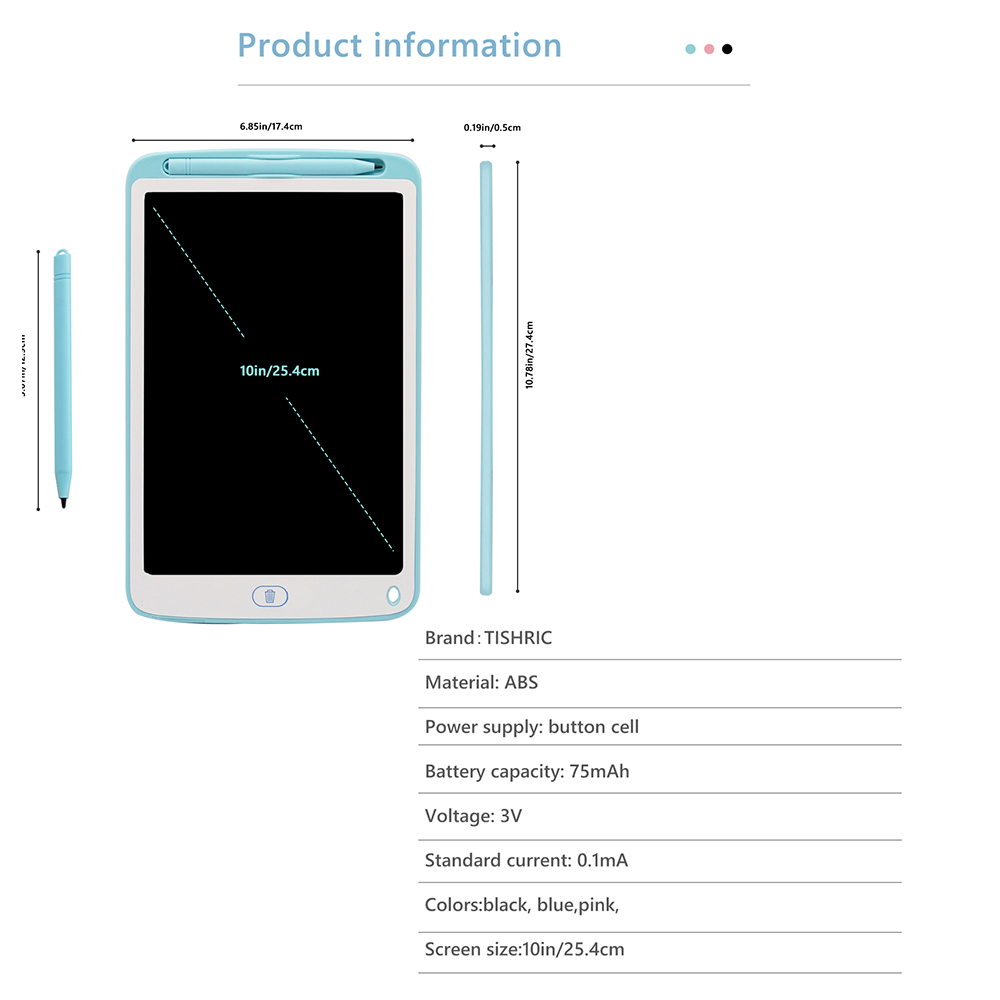 Product information
6.85in/17.4cm
0.19in/0.5cm
10in/25.4cm
10.78in/27.4cm
Brand:TISHRIC
Material: ABS
Power supply: button cell
Battery capacity: 75mAh
Voltage: 3V
Standard current: 0.1mA
Colors:black, blue,pink,
Screen size:10in/25.4cm